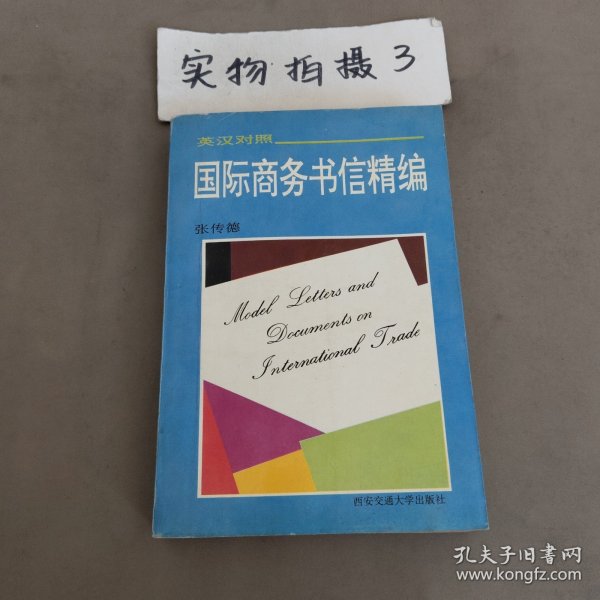 实物拍摄3
英汉对照
国际商务书信精编
张传德
Model Letters and
Documents on
International Trade
西安交通大学出版社
孔夫子旧书网
www.kongfz.com